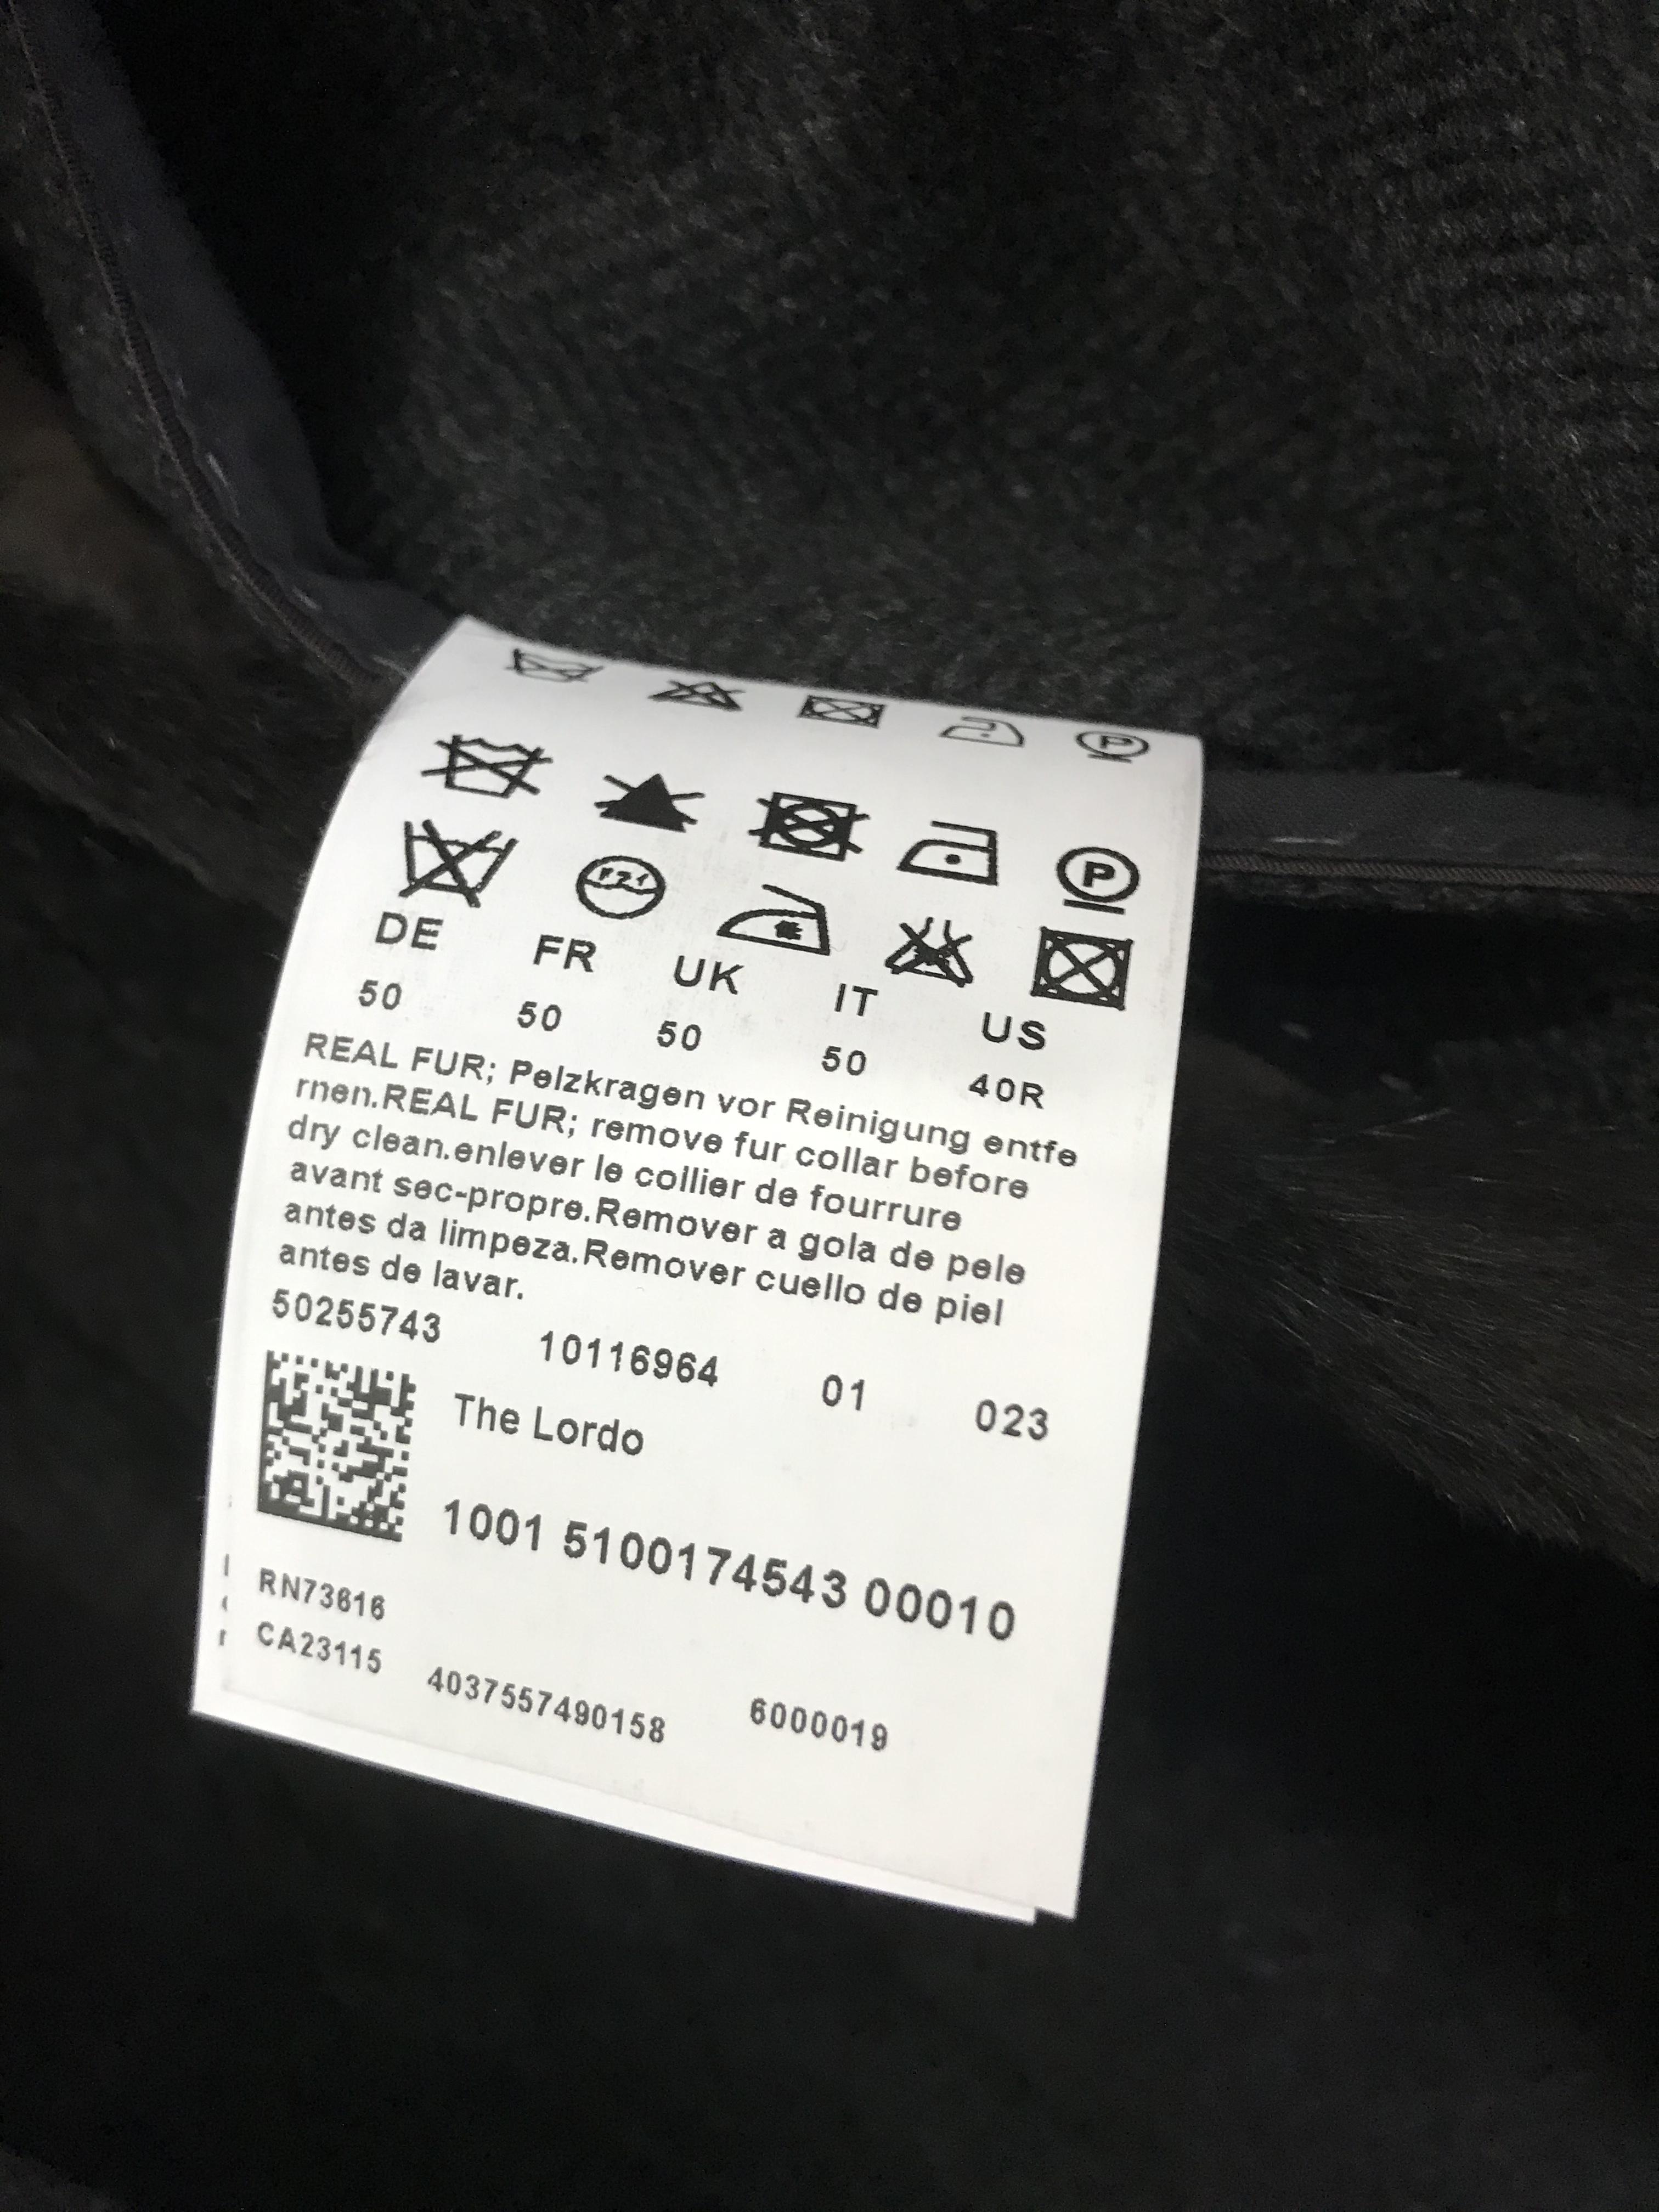 DE FR UK IT US
50 50 50 50 40R
REAL FUR; Pelzkragen vor Reinigung entfe
rnen.REAL FUR; remove fur collar before
dry clean.enlever le collier de fourrure
avant sec-propre.Remover a gola de pele
antes da limpeza.Remover cuello de piel
antes de lavar.
50255743 10116964 01 023
The Lordo
1001 5100174543 00010
RN73616
CA23115 4037557490158 6000019